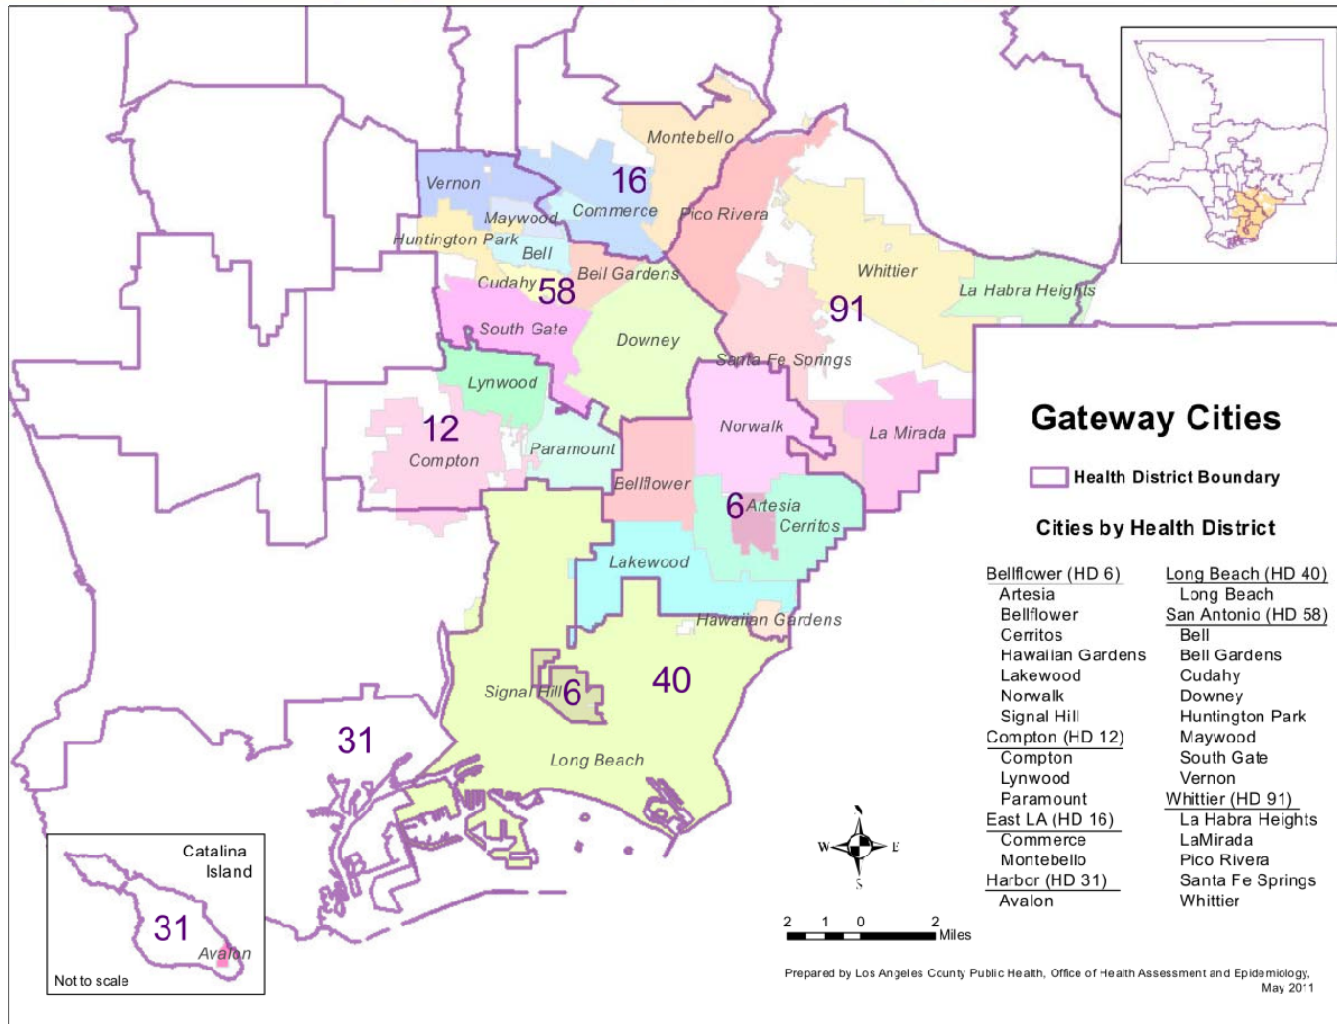 Montebello
16
Vernon
Commerce
Maywood
Pico Rivera
Huntington Park
Bell
Whittier
Bell Gardens
Cudahy
58
La Habra Heights
91
South Gate
Downey
Santa Fe Springs
Lynwood
12
Norwalk
La Mirada
Compton
Paramount
Bellflower
6
Artesia
Cerritos
Lakewood
Hawaiian Gardens
Signal Hill
6
40
31
Long Beach
Catalina
Island
31
Avalon
Not to scale
Gateway Cities
Health District Boundary
Cities by Health District
Bellflower (HD 6)
Artesia
Bellflower
Cerritos
Hawaiian Gardens
Lakewood
Norwalk
Signal Hill
Compton (HD 12)
Compton
Lynwood
Paramount
East LA (HD 16)
Commerce
Montebello
Harbor (HD 31)
Avalon
Long Beach (HD 40)
Long Beach
San Antonio (HD 58)
Bell
Bell Gardens
Cudahy
Downey
Huntington Park
Maywood
South Gate
Vernon
Whittier (HD 91)
La Habra Heights
LaMirada
Pico Rivera
Santa Fe Springs
Whittier
N
W E
S
2 1 0 2
Miles
Prepared by Los Angeles County Public Health, Office of Health Assessment and Epidemiology,
May 2011